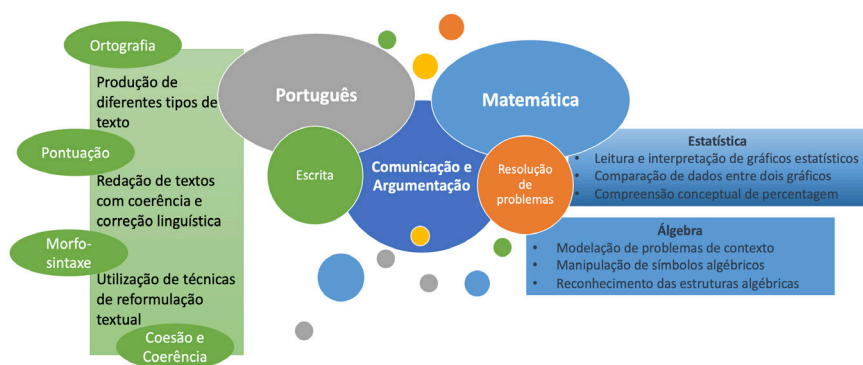 Ortografia
Produção de
diferentes tipos de
texto
Pontuação
Redação de textos
com coerência e
correção linguística
Morfo-
sintaxe
Utilização de técnicas
de reformulação
textual
Coesão e
Coerência
Português
Escrita
Comunicação e
Argumentação
Matemática
Resolução
de
problemas
Estatística
• Leitura e interpretação de gráficos estatísticos
• Comparação de dados entre dois gráficos
• Compreensão conceptual de percentagem
Álgebra
• Modelação de problemas de contexto
• Manipulação de símbolos algébricos
• Reconhecimento das estruturas algébricas